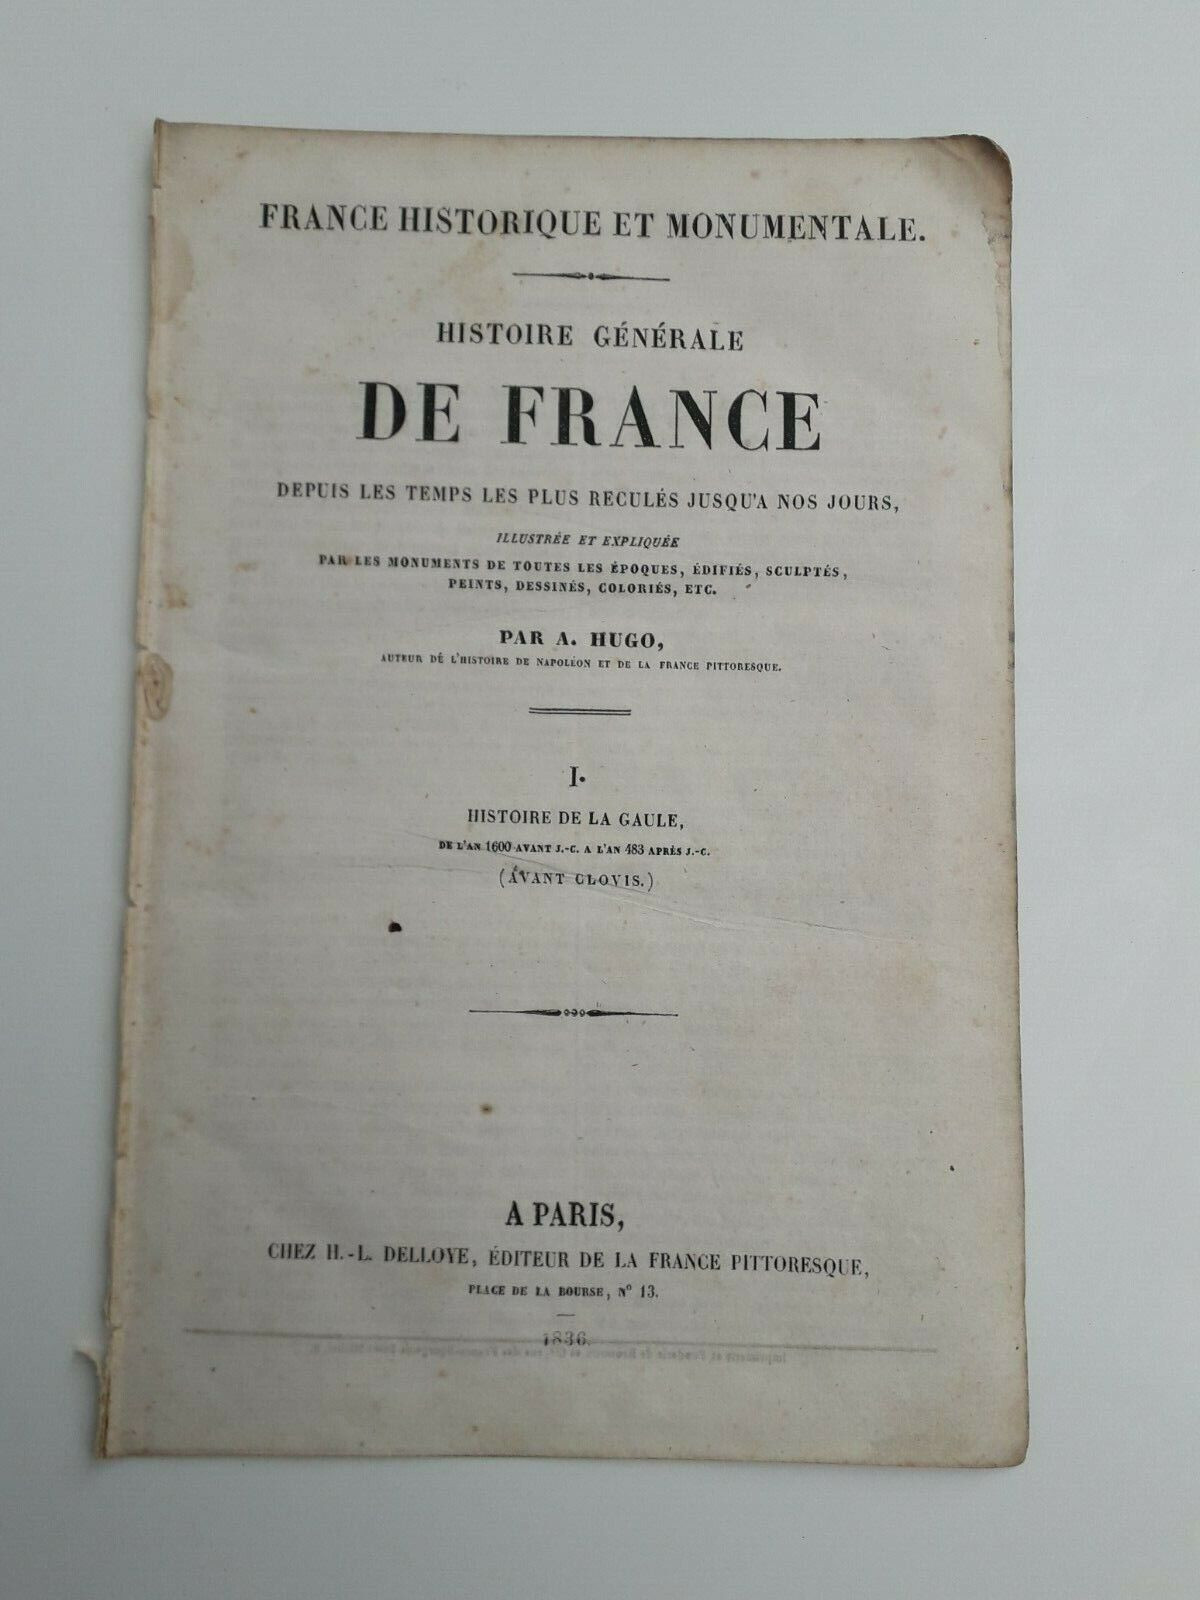 FRANCE HISTORIQUE ET MONUMENTALE.
HISTOIRE GÉNÉRALE
DE FRANCE
DEPUIS LES TEMPS LES PLUS RECULÉS JUSQU'A NOS JOURS,
ILLUSTRÉE ET EXPLIQUÉE
PAR LES MONUMENTS DE TOUTES LES ÉPOQUES, ÉDIFIÉS, SCULPTÉS,
PEINTS, DESSINÉS, COLORIÉS, ETC.
PAR A. HUGO,
AUTEUR DE L'HISTOIRE DE NAPOLÉON ET DE LA FRANCE PITTORESQUE.
I.
HISTOIRE DE LA GAULE,
DE L'AN 1600 AVANT J.-C. A L'AN 483 APRÈS J.-C.
(AVANT CLOVIS.)
A PARIS,
CHEZ H.-L. DELLOYE, ÉDITEUR DE LA FRANCE PITTORESQUE,
PLACE DE LA BOURSE, Nº 13.
1836.